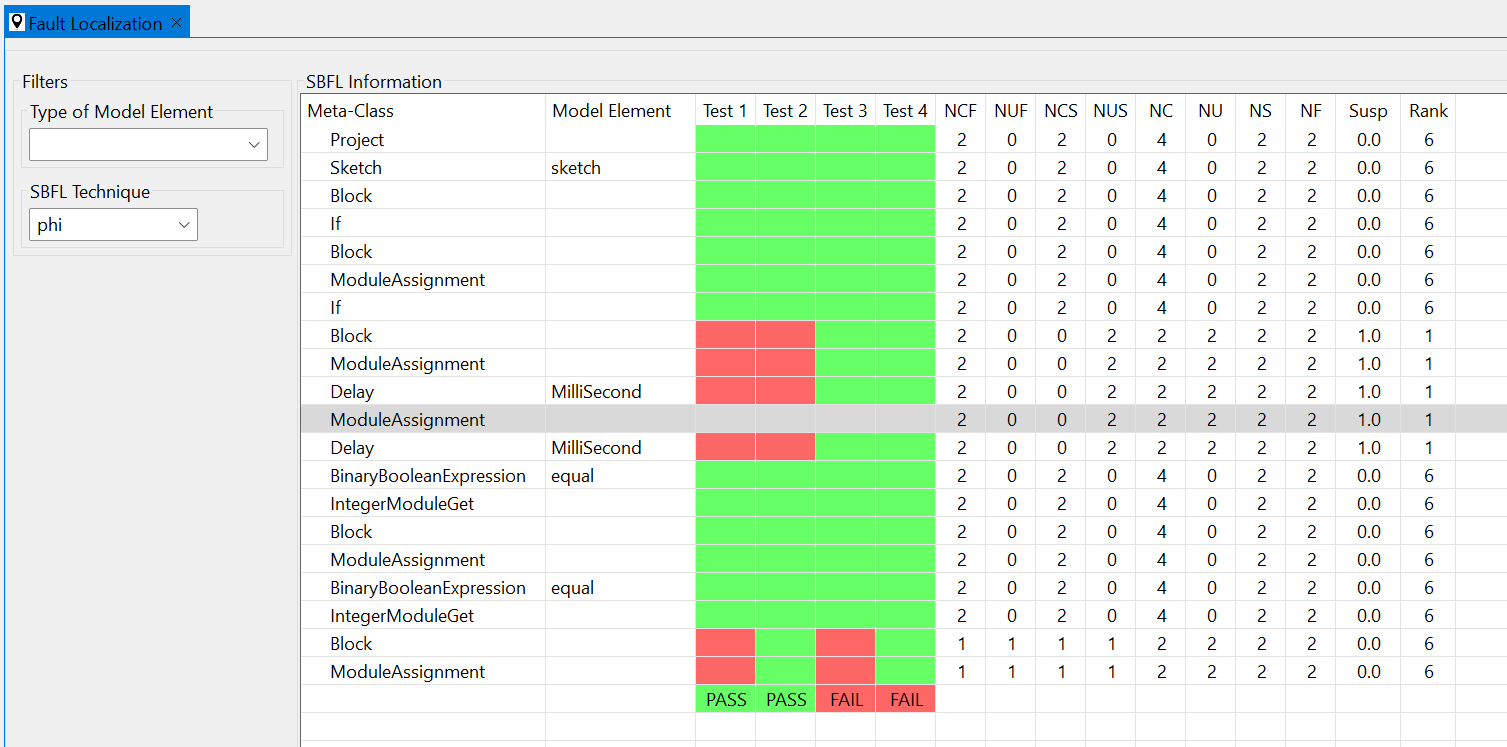 Fault Localization ×
Filters
Type of Model Element
SBFL Technique
phi
SBFL Information
Meta-Class Model Element Test 1 Test 2 Test 3 Test 4 NCF NUF NCS NUS NC NU NS NF Susp Rank
Project 2 0 2 0 4 0 2 2 0.0 6
Sketch sketch 2 0 2 0 4 0 2 2 0.0 6
Block 2 0 2 0 4 0 2 2 0.0 6
If 2 0 2 0 4 0 2 2 0.0 6
Block 2 0 2 0 4 0 2 2 0.0 6
ModuleAssignment 2 0 2 0 4 0 2 2 0.0 6
If 2 0 2 0 4 0 2 2 0.0 6
Block 2 0 0 2 2 2 2 2 1.0 1
ModuleAssignment 2 0 0 2 2 2 2 2 1.0 1
Delay MilliSecond 2 0 0 2 2 2 2 2 1.0 1
ModuleAssignment 2 0 0 2 2 2 2 2 1.0 1
Delay MilliSecond 2 0 0 2 2 2 2 2 1.0 1
BinaryBooleanExpression equal 2 0 2 0 4 0 2 2 0.0 6
IntegerModuleGet 2 0 2 0 4 0 2 2 0.0 6
Block 2 0 2 0 4 0 2 2 0.0 6
ModuleAssignment 2 0 2 0 4 0 2 2 0.0 6
BinaryBooleanExpression equal 2 0 2 0 4 0 2 2 0.0 6
IntegerModuleGet 2 0 2 0 4 0 2 2 0.0 6
Block 1 1 1 1 2 2 2 2 0.0 6
ModuleAssignment 1 1 1 1 2 2 2 2 0.0 6
PASS PASS FAIL FAIL